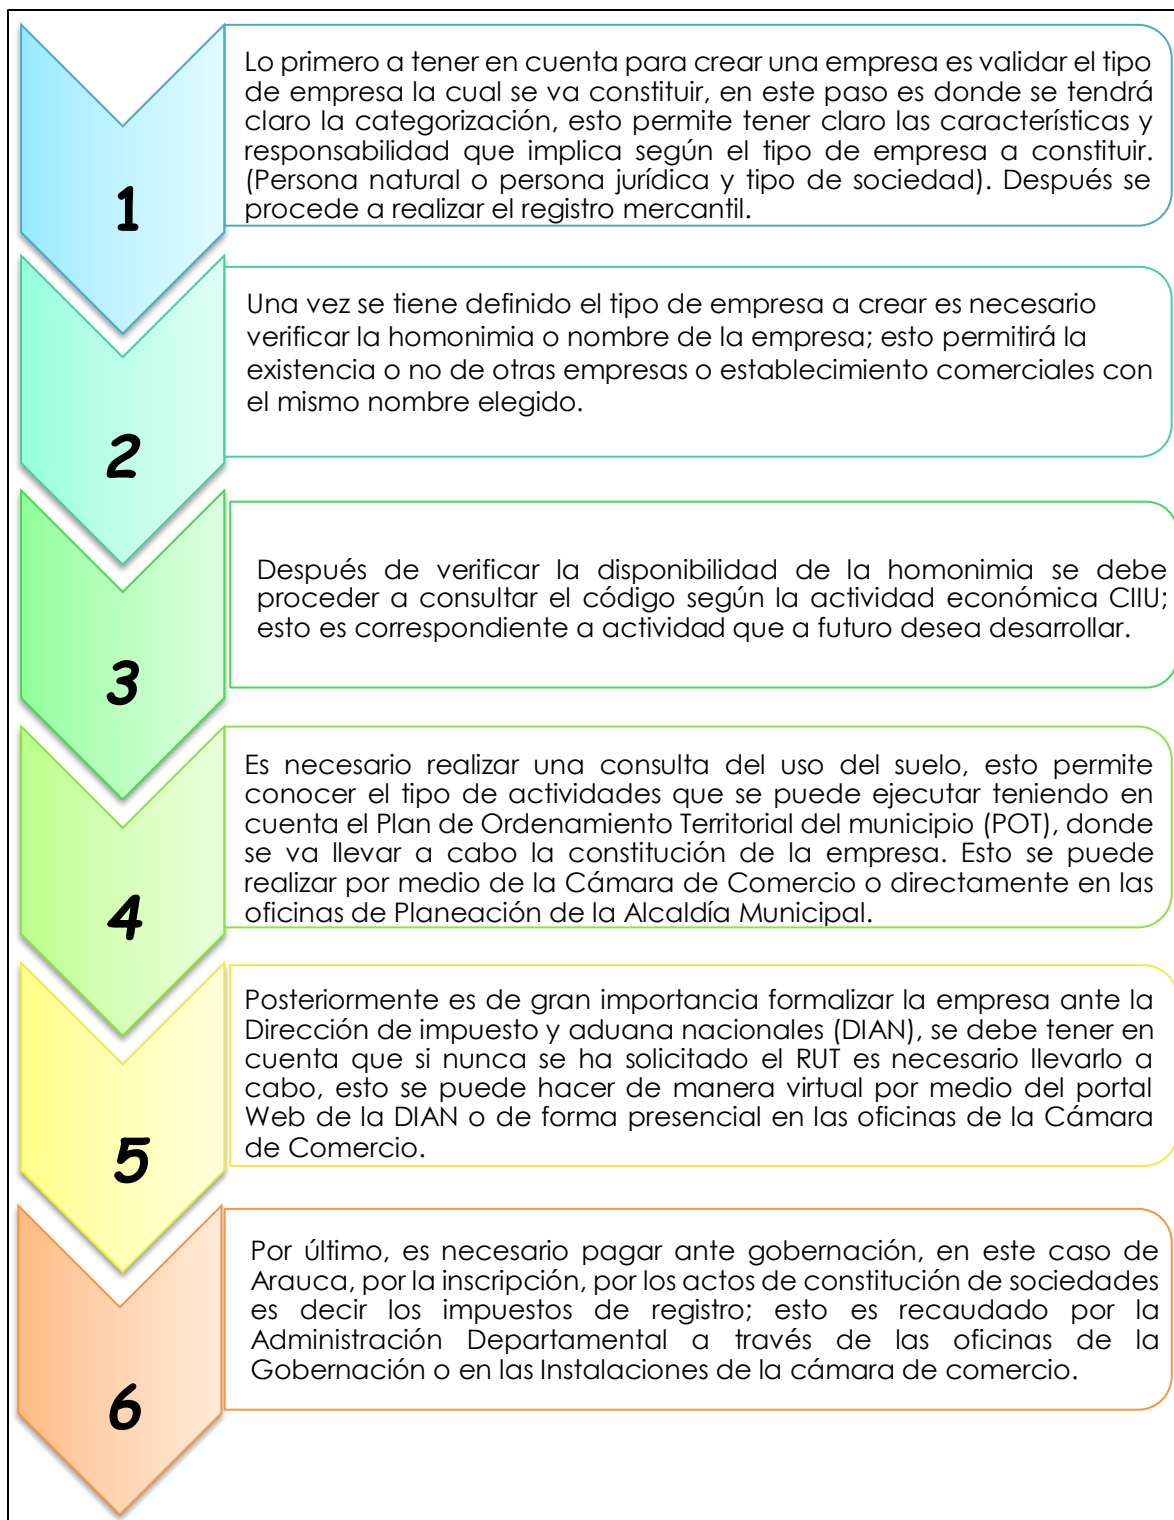 Lo primero a tener en cuenta para crear una empresa es validar el tipo
de empresa la cual se va constituir, en este paso es donde se tendrá
claro la categorización, esto permite tener claro las características y
responsabilidad que implica según el tipo de empresa a constituir.
(Persona natural o persona jurídica y tipo de sociedad). Después se
procede a realizar el registro mercantil.
1
Una vez se tiene definido el tipo de empresa a crear es necesario
verificar la homonimia o nombre de la empresa; esto permitirá la
existencia o no de otras empresas o establecimiento comerciales con
el mismo nombre elegido.
2
Después de verificar la disponibilidad de la homonimia se debe
proceder a consultar el código según la actividad económica CIIU;
esto es correspondiente a actividad que a futuro desea desarrollar.
3
Es necesario realizar una consulta del uso del suelo, esto permite
conocer el tipo de actividades que se puede ejecutar teniendo en
cuenta el Plan de Ordenamiento Territorial del municipio (POT), donde
se va llevar a cabo la constitución de la empresa. Esto se puede
realizar por medio de la Cámara de Comercio o directamente en las
oficinas de Planeación de la Alcaldía Municipal.
4
Posteriormente es de gran importancia formalizar la empresa ante la
Dirección de impuesto y aduana nacionales (DIAN), se debe tener en
cuenta que si nunca se ha solicitado el RUT es necesario llevarlo a
cabo, esto se puede hacer de manera virtual por medio del portal
Web de la DIAN o de forma presencial en las oficinas de la Cámara
de Comercio.
5
Por último, es necesario pagar ante gobernación, en este caso de
Arauca, por la inscripción, por los actos de constitución de sociedades
es decir los impuestos de registro; esto es recaudado por la
Administración Departamental a través de las oficinas de la
Gobernación o en las Instalaciones de la cámara de comercio.
6